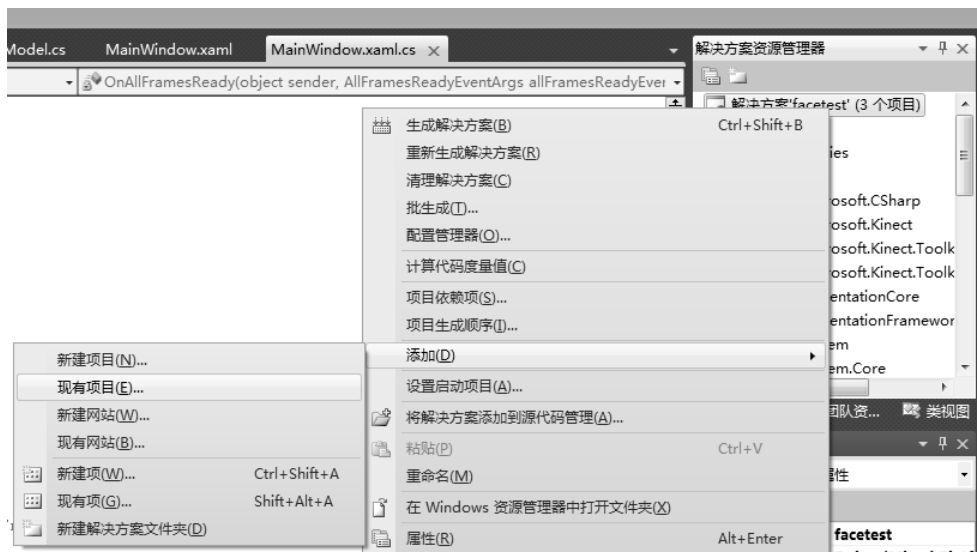 Model.cs MainWindow.xaml MainWindow.xaml.cs
解决方案资源管理器
OnAllFramesReady(object sender, AllFramesReadyEventArgs allFramesReadyEver
解决方案'facetest' (3 个项目)
生成解决方案(B) Ctrl+Shift+B
重新生成解决方案(R)
清理解决方案(C)
批生成(T)...
配置管理器(O)...
计算代码度量值(C)
项目依赖项(S)...
项目生成顺序(I)...
添加(D)
设置启动项目(A)...
将解决方案添加到源代码管理(A)...
粘贴(P) Ctrl+V
重命名(M)
在 Windows 资源管理器中打开文件夹(X)
属性(R) Alt+Enter
新建项目(N)...
现有项目(E)...
新建网站(W)...
现有网站(B)...
新建项(W)... Ctrl+Shift+A
现有项(G)... Shift+Alt+A
新建解决方案文件夹(D)
ies
osoft.CSharp
osoft.Kinect
osoft.Kinect.Toolk
osoft.Kinect.Toolk
entationCore
entationFramewor
em
em.Core
团队资... 类视图
性
facetest